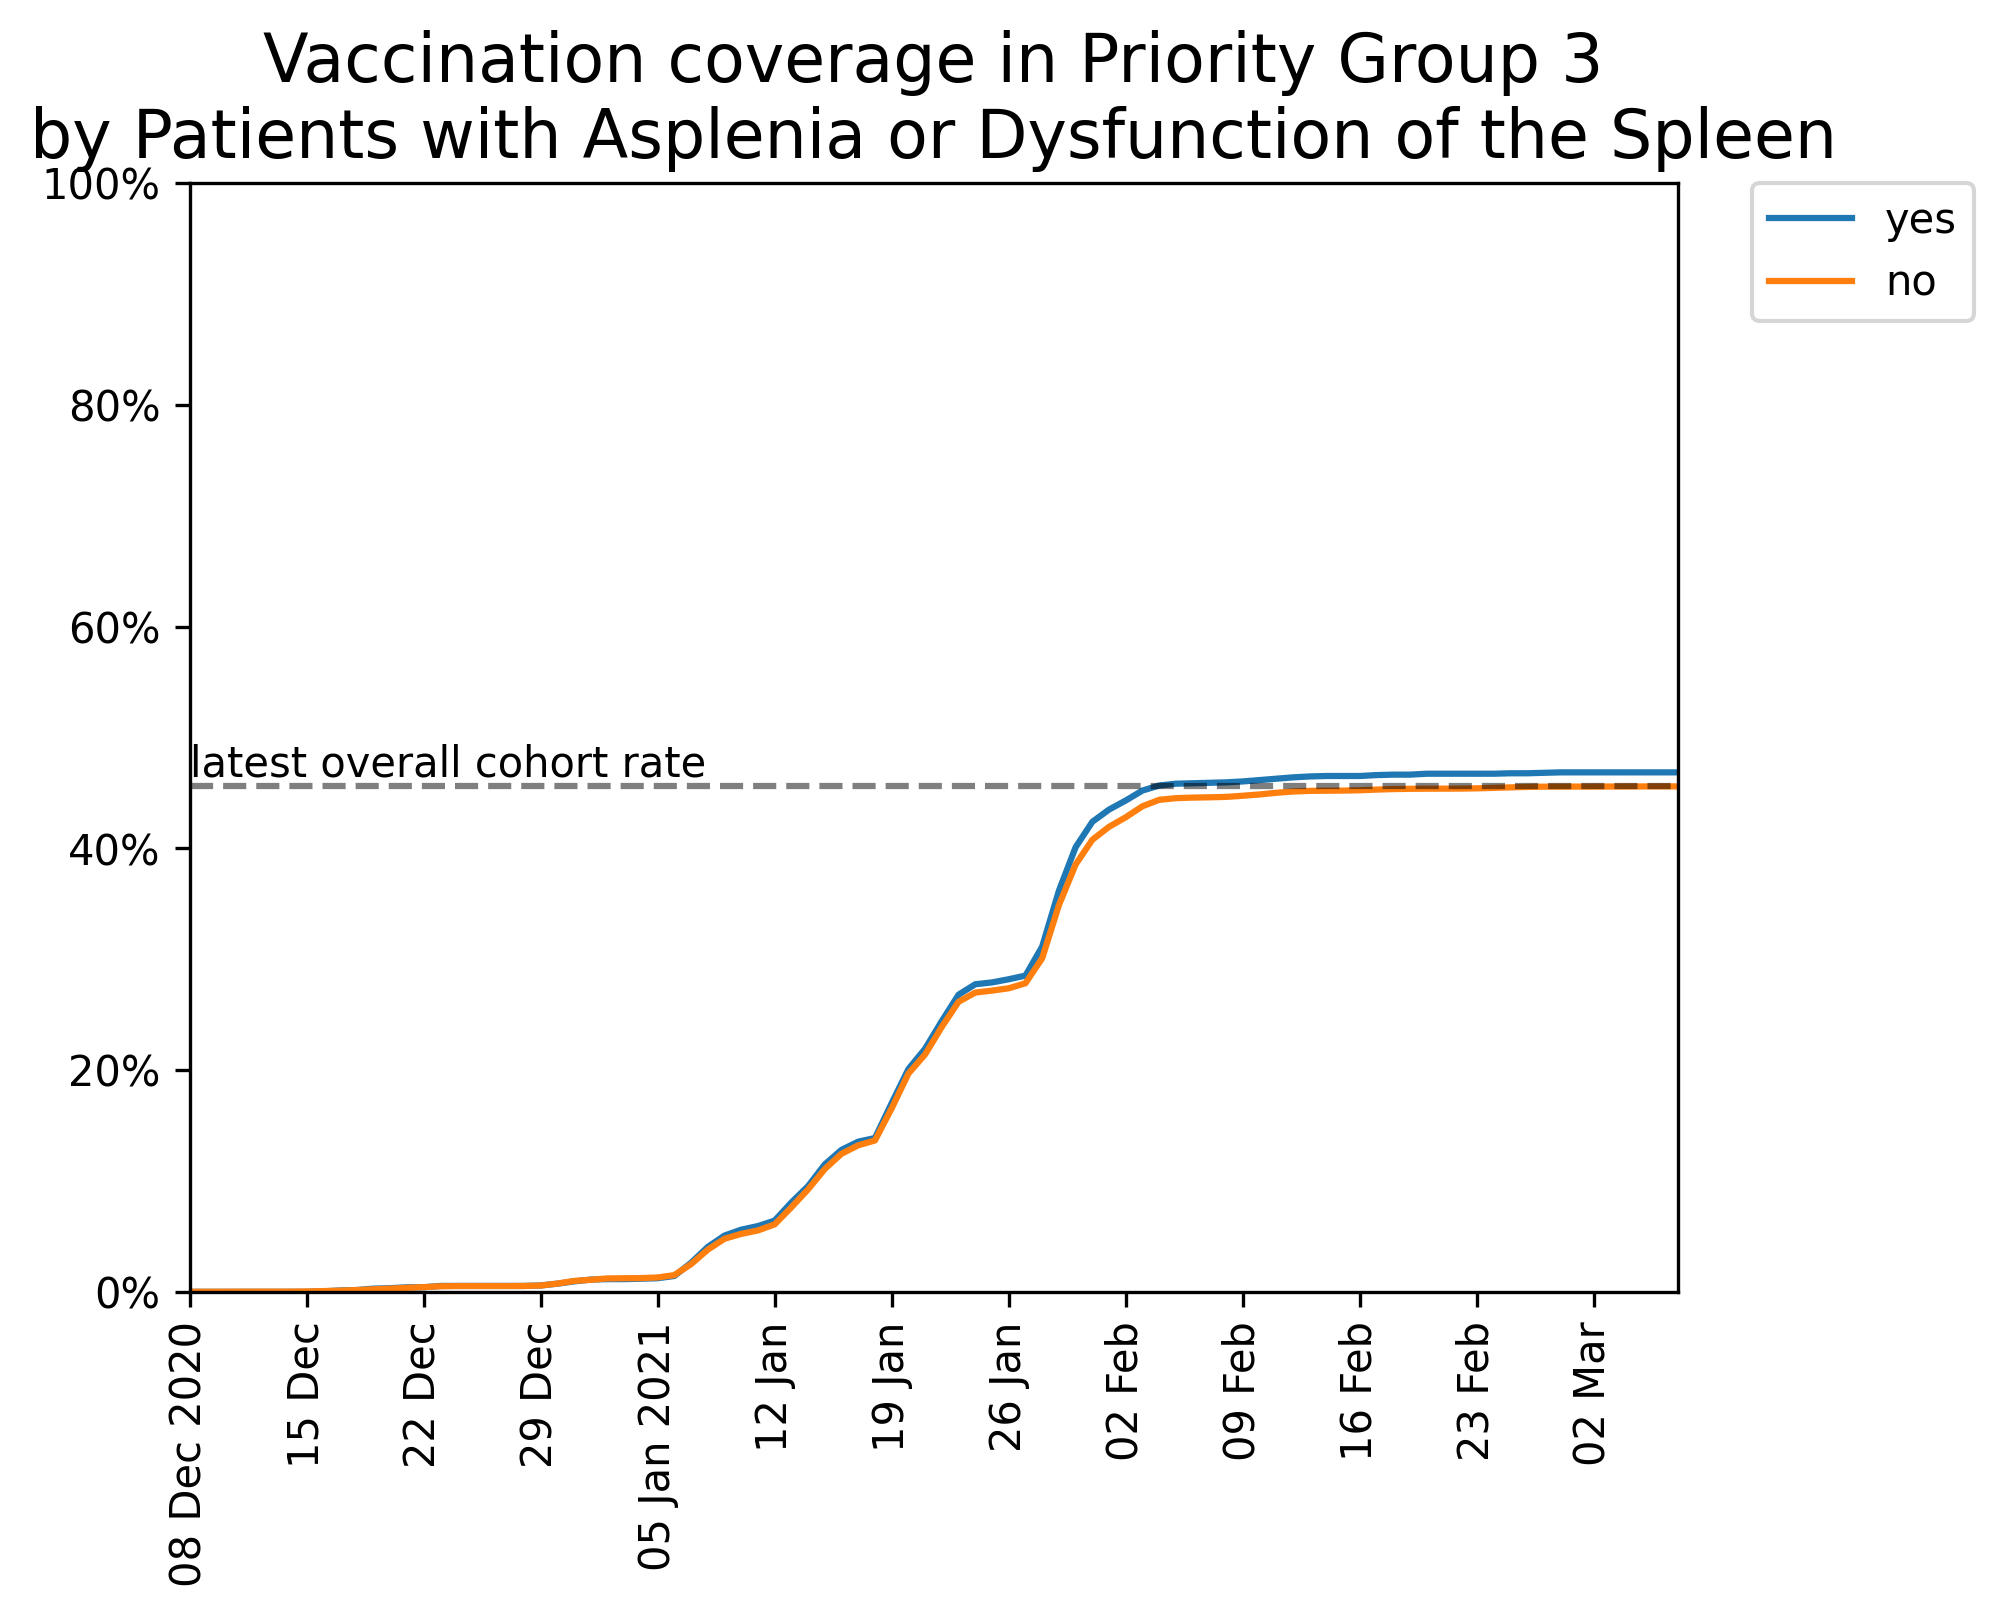 Vaccination coverage in Priority Group 3
by Patients with Asplenia or Dysfunction of the Spleen
100%
80%
60%
40%
20%
0%
latest overall cohort rate
yes
no
08 Dec 2020
15 Dec
22 Dec
29 Dec
05 Jan 2021
12 Jan
19 Jan
26 Jan
02 Feb
09 Feb
16 Feb
23 Feb
02 Mar